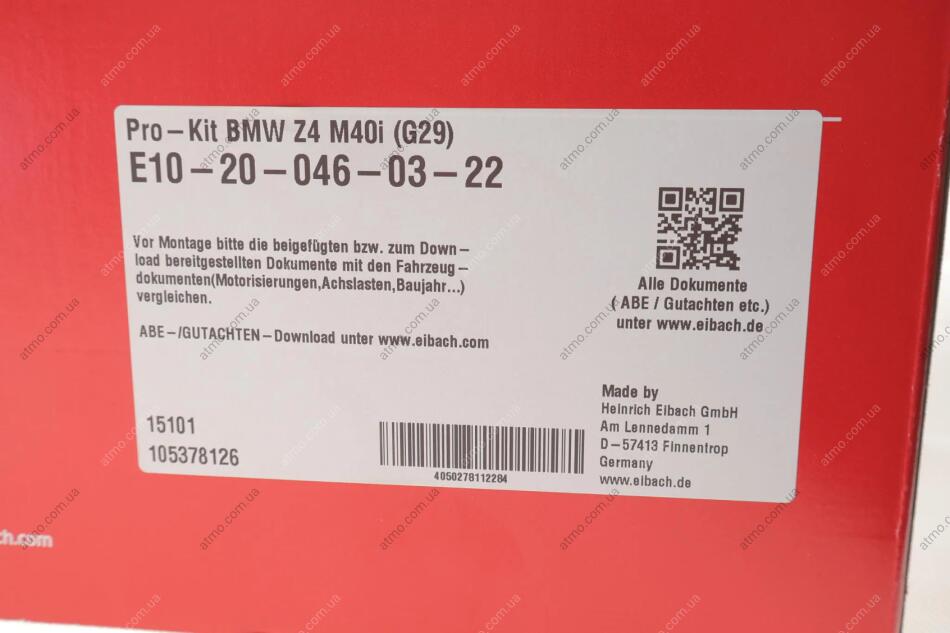 Pro-Kit BMW Z4 M40i (G29)
E10-20-046-03-22
Vor Montage bitte die beigefügten bzw. zum Down-
load bereitgestellten Dokumente mit den Fahrzeug-
dokumenten(Motorisierungen,Achslasten,Baujahr...)
vergleichen.
ABE-/GUTACHTEN-Download unter www.eibach.com
Alle Dokumente
( ABE / Gutachten etc.)
unter www.eibach.de
15101
105378126
4050278112284
Made by
Heinrich Eibach GmbH
Am Lennedamm 1
D-57413 Finnentrop
Germany
www.eibach.de
ch.com
atmo.com.ua